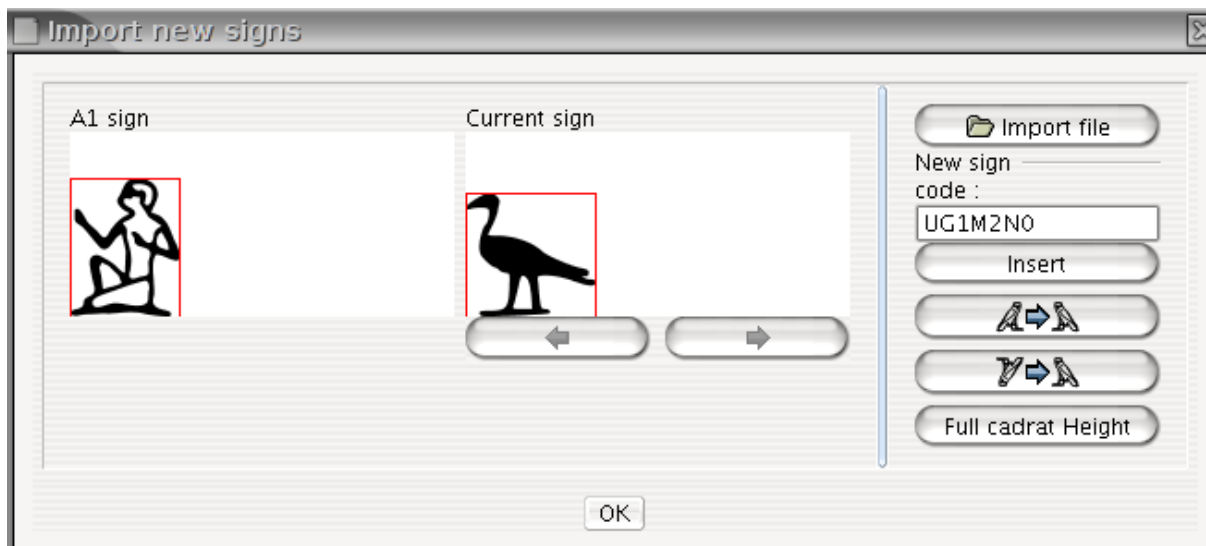 Import new signs
A1 sign
Current sign
Import file
New sign
code :
UG1M2N0
Insert
Full cadrat Height
OK